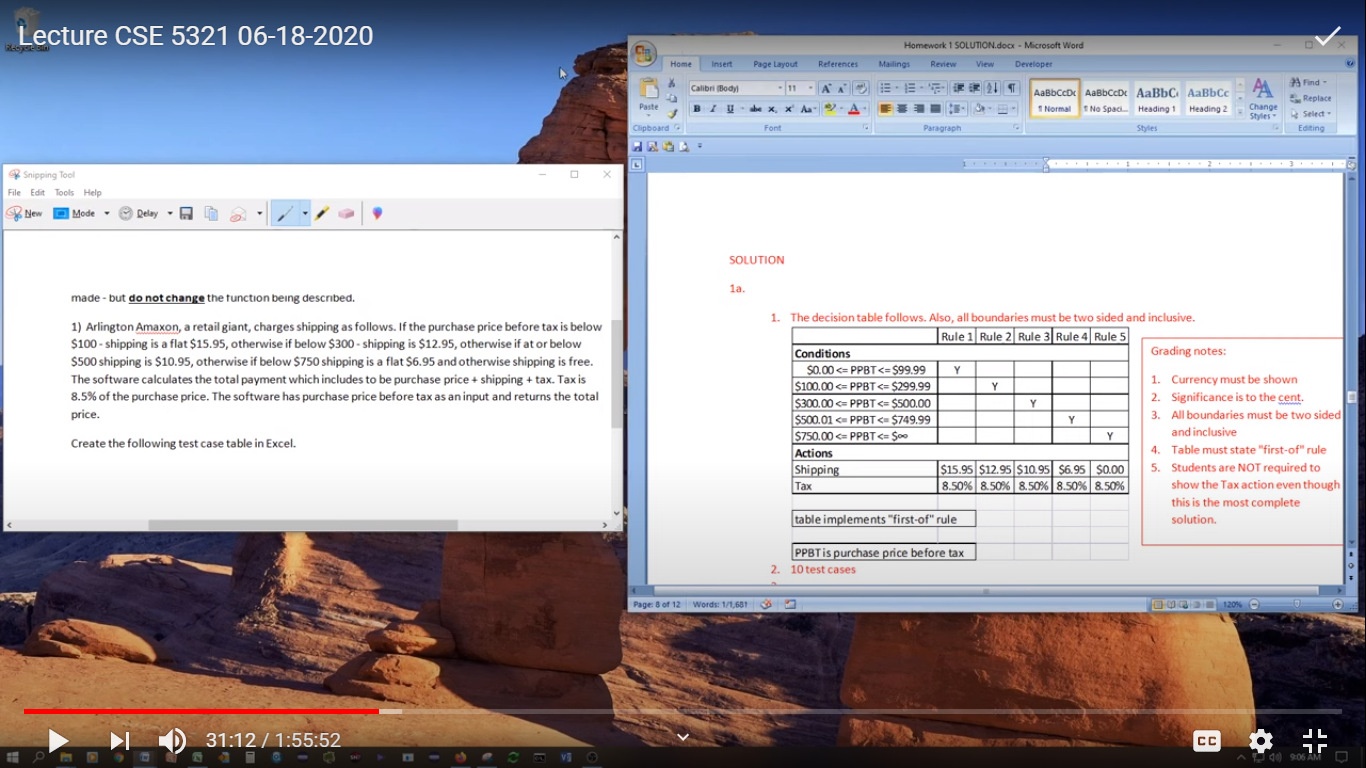 Lecture CSE 5321 06-18-2020
Recycle Bin
Snipping Tool
File Edit Tools Help
New Mode Delay
made - but do not change the function being described.
1) Arlington Amaxon, a retail giant, charges shipping as follows. If the purchase price before tax is below
$100 - shipping is a flat $15.95, otherwise if below $300 - shipping is $12.95, otherwise if at or below
$500 shipping is $10.95, otherwise if below $750 shipping is a flat $6.95 and otherwise shipping is free.
The software calculates the total payment which includes to be purchase price + shipping + tax. Tax is
8.5% of the purchase price. The software has purchase price before tax as an input and returns the total
price.
Create the following test case table in Excel.
Homework 1 SOLUTION.docx - Microsoft Word
Home Insert Page Layout References Mailings Review View Developer
Paste
Calibri (Body) 11
B I U abc x₂ x² Aa A
AaBbCcDc AaBbCcDc AaBbC AaBbCc
¶ Normal ¶ No Spaci... Heading 1 Heading 2
Change Styles
Find
Replace
Select
Clipboard Font Paragraph Styles Editing
1 1 2 3
SOLUTION
1a.
1. The decision table follows. Also, all boundaries must be two sided and inclusive.
Rule 1 Rule 2 Rule 3 Rule 4 Rule 5
Conditions
$0.00 <= PPBT <= $99.99 Y
$100.00 <= PPBT <= $299.99 Y
$300.00 <= PPBT <= $500.00 Y
$500.01 <= PPBT <= $749.99 Y
$750.00 <= PPBT <= $∞ Y
Actions
Shipping $15.95 $12.95 $10.95 $6.95 $0.00
Tax 8.50% 8.50% 8.50% 8.50% 8.50%
table implements "first-of" rule
PPBT is purchase price before tax
2. 10 test cases
Grading notes:
1. Currency must be shown
2. Significance is to the cent.
3. All boundaries must be two sided
and inclusive
4. Table must state "first-of" rule
5. Students are NOT required to
show the Tax action even though
this is the most complete
solution.
Page: 8 of 12 Words: 1/1,681 120%
31:12 / 1:55:52
CC
9:06 AM